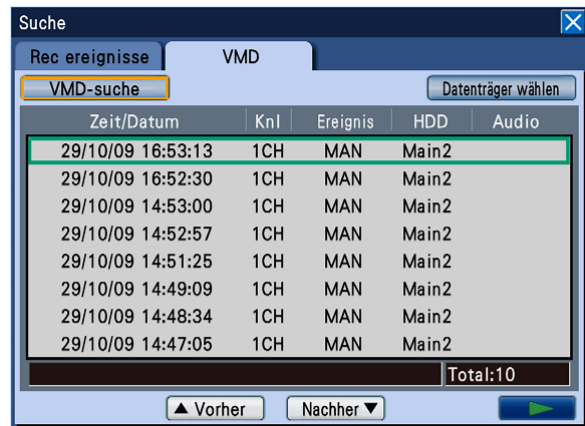 Suche
Rec ereignisse VMD
VMD-suche Datenträger wählen
Zeit/Datum Knl Ereignis HDD Audio
29/10/09 16:53:13 1CH MAN Main2
29/10/09 16:52:30 1CH MAN Main2
29/10/09 14:53:00 1CH MAN Main2
29/10/09 14:52:57 1CH MAN Main2
29/10/09 14:51:25 1CH MAN Main2
29/10/09 14:49:09 1CH MAN Main2
29/10/09 14:48:34 1CH MAN Main2
29/10/09 14:47:05 1CH MAN Main2
Total:10
▲ Vorher Nachher ▼